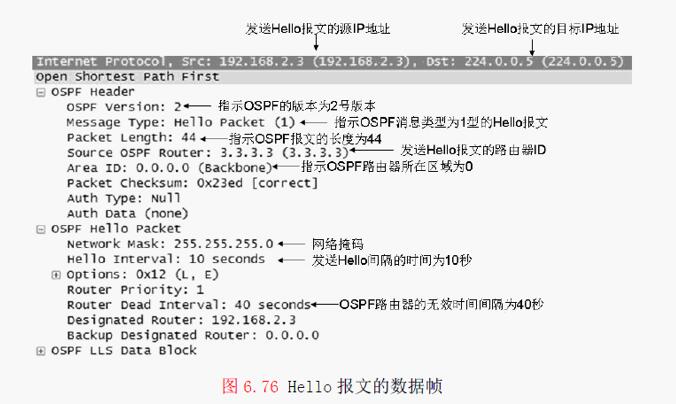 发送Hello报文的源IP地址 发送Hello报文的目标IP地址
Internet Protocol, Src: 192.168.2.3 (192.168.2.3), Dst: 224.0.0.5 (224.0.0.5)
Open Shortest Path First
OSPF Header
OSPF Version: 2 指示OSPF的版本为2号版本
Message Type: Hello Packet (1) 指示OSPF消息类型为1型的Hello报文
Packet Length: 44 指示OSPF报文的长度为44
Source OSPF Router: 3.3.3.3 (3.3.3.3) 发送Hello报文的路由器ID
Area ID: 0.0.0.0 (Backbone) 指示OSPF路由器所在区域为0
Packet Checksum: 0x23ed [correct]
Auth Type: Null
Auth Data (none)
OSPF Hello Packet
Network Mask: 255.255.255.0 网络掩码
Hello Interval: 10 seconds 发送Hello间隔的时间为10秒
Options: 0x12 (L, E)
Router Priority: 1
Router Dead Interval: 40 seconds OSPF路由器的无效时间间隔为40秒
Designated Router: 192.168.2.3
Backup Designated Router: 0.0.0.0
OSPF LLS Data Block
图 6.76 Hello 报文的数据帧